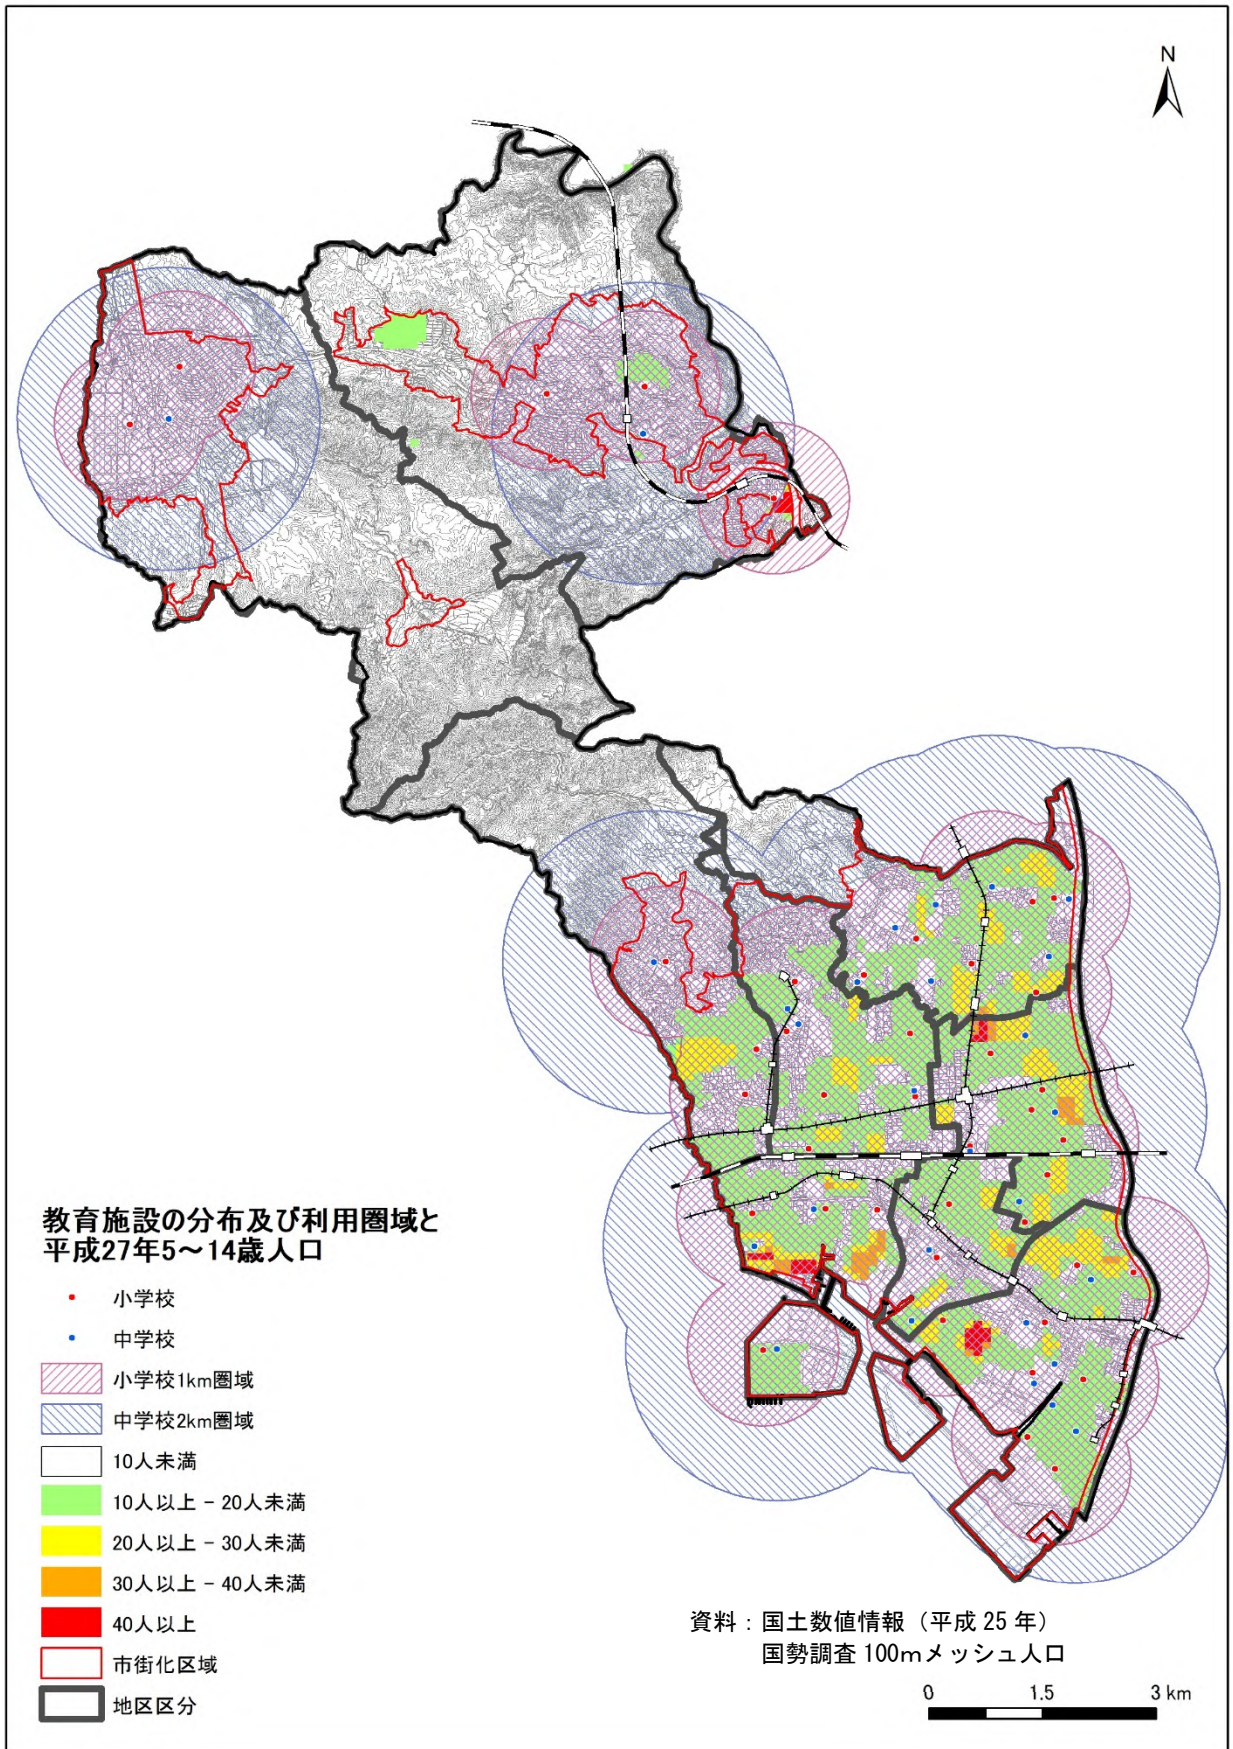 N
教育施設の分布及び利用圏域と
平成27年5～14歳人口
小学校
中学校
小学校1km圏域
中学校2km圏域
10人未満
10人以上 － 20人未満
20人以上 － 30人未満
30人以上 － 40人未満
40人以上
市街化区域
地区区分
資料：国土数値情報（平成 25 年）
国勢調査 100ｍメッシュ人口
0 1.5 3 km